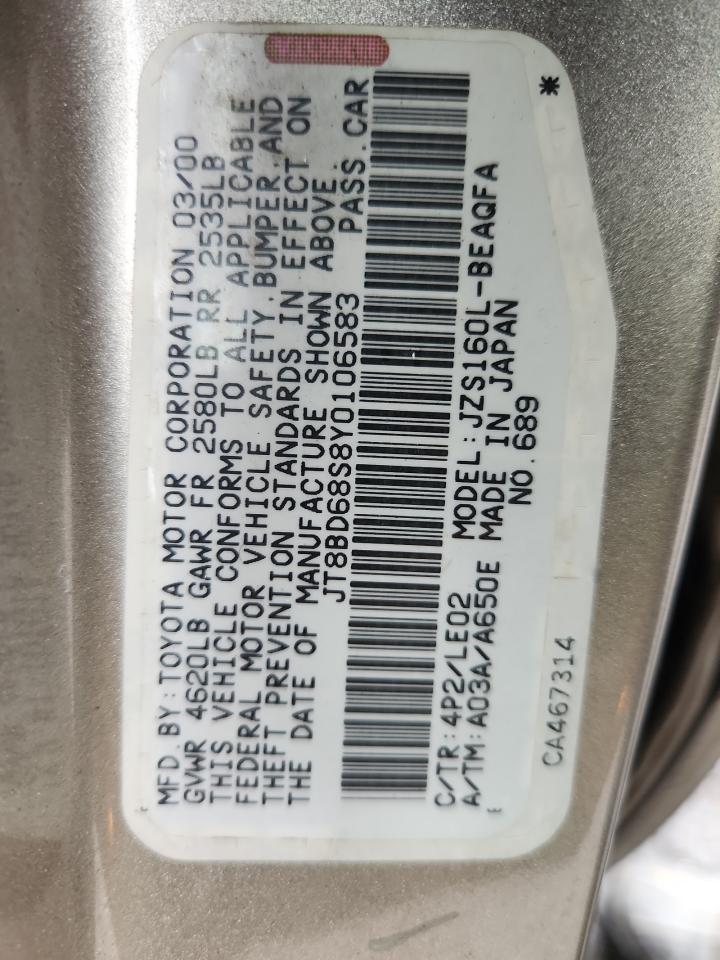 MFD.BY:TOYOTA MOTOR CORPORATION 03/00
GVWR 4620LB GAWR FR 2580LB RR 2535LB
THIS VEHICLE CONFORMS TO ALL APPLICABLE
FEDERAL MOTOR VEHICLE SAFETY,BUMPER,AND
THEFT PREVENTION STANDARDS IN EFFECT ON
THE DATE OF MANUFACTURE SHOWN ABOVE.
JT8BD68S8Y0106583 PASS.CAR
C/TR:4P2/LE02 MODEL:JZS160L-BEAQFA
A/TM:A03A/A650E MADE IN JAPAN
NO.689
E
E
CA467314
*